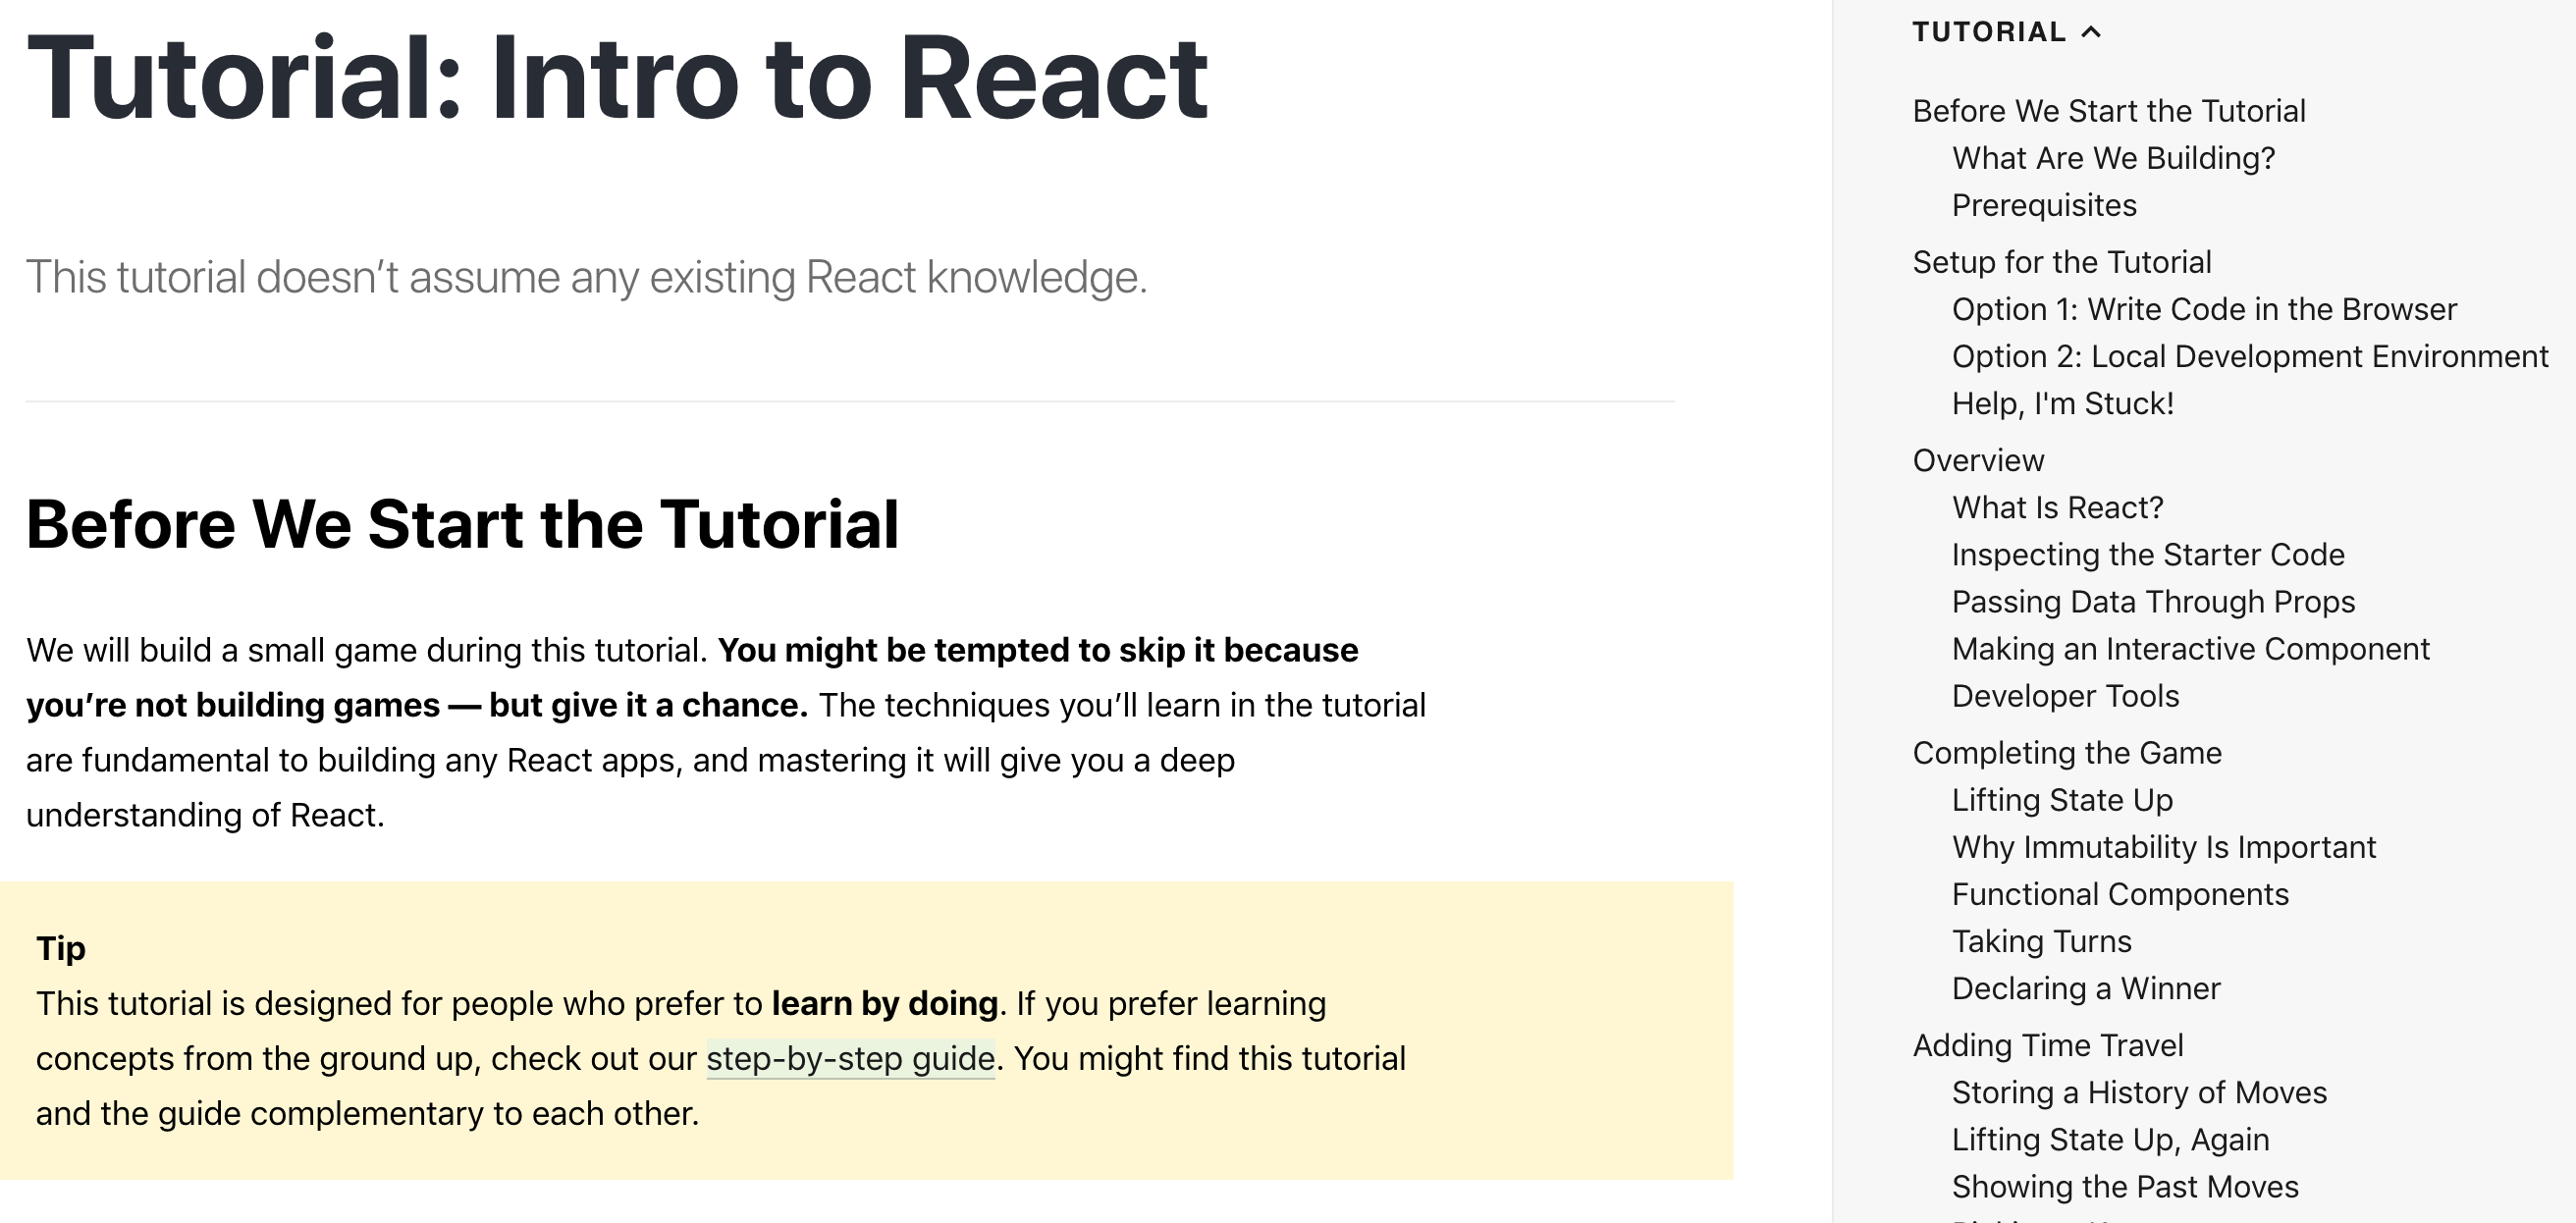 Tutorial: Intro to React
This tutorial doesn’t assume any existing React knowledge.
Before We Start the Tutorial
We will build a small game during this tutorial. You might be tempted to skip it because
you’re not building games — but give it a chance. The techniques you’ll learn in the tutorial
are fundamental to building any React apps, and mastering it will give you a deep
understanding of React.
Tip
This tutorial is designed for people who prefer to learn by doing. If you prefer learning
concepts from the ground up, check out our step-by-step guide. You might find this tutorial
and the guide complementary to each other.
TUTORIAL
Before We Start the Tutorial
What Are We Building?
Prerequisites
Setup for the Tutorial
Option 1: Write Code in the Browser
Option 2: Local Development Environment
Help, I'm Stuck!
Overview
What Is React?
Inspecting the Starter Code
Passing Data Through Props
Making an Interactive Component
Developer Tools
Completing the Game
Lifting State Up
Why Immutability Is Important
Functional Components
Taking Turns
Declaring a Winner
Adding Time Travel
Storing a History of Moves
Lifting State Up, Again
Showing the Past Moves